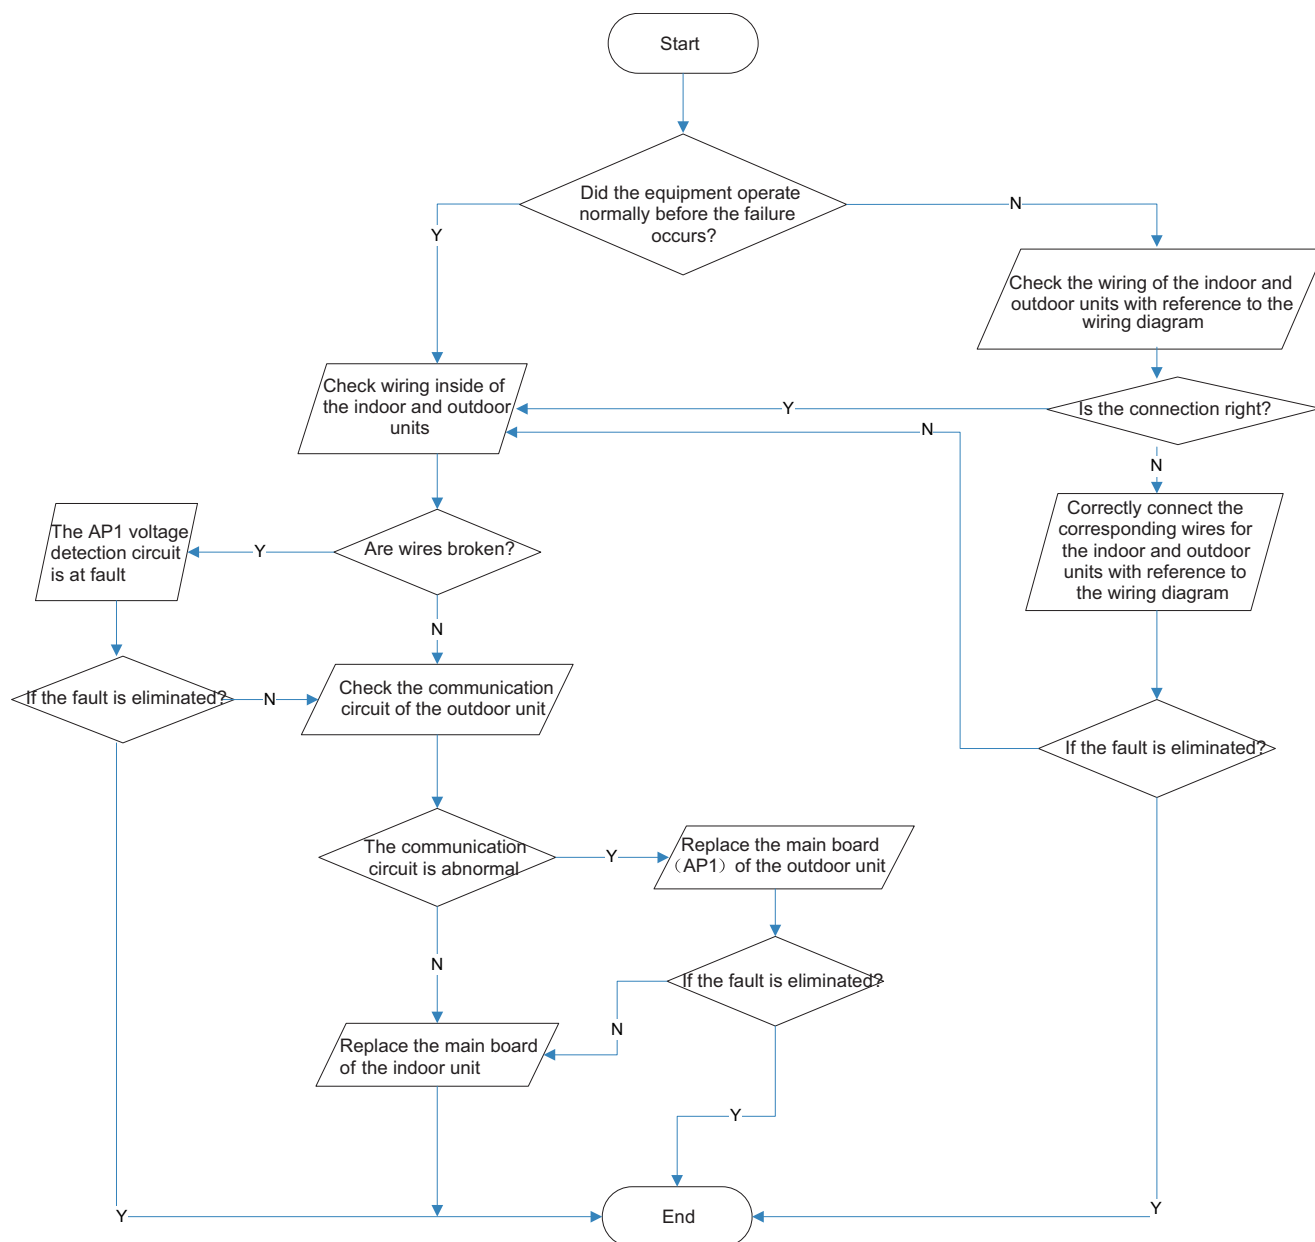 Start
Did the equipment operate
normally before the failure
occurs?
Y
N
Check the wiring of the indoor and
outdoor units with reference to the
wiring diagram
Check wiring inside of
the indoor and outdoor
units
Y
Is the connection right?
N
N
Correctly connect the
corresponding wires for
the indoor and outdoor
units with reference to
the wiring diagram
The AP1 voltage
detection circuit
is at fault
Y
Are wires broken?
N
If the fault is eliminated?
N
Check the communication
circuit of the outdoor unit
If the fault is eliminated?
The communication
circuit is abnormal
Y
Replace the main board
（AP1）of the outdoor unit
N
If the fault is eliminated?
N
Replace the main board
of the indoor unit
Y
Y
End
Y